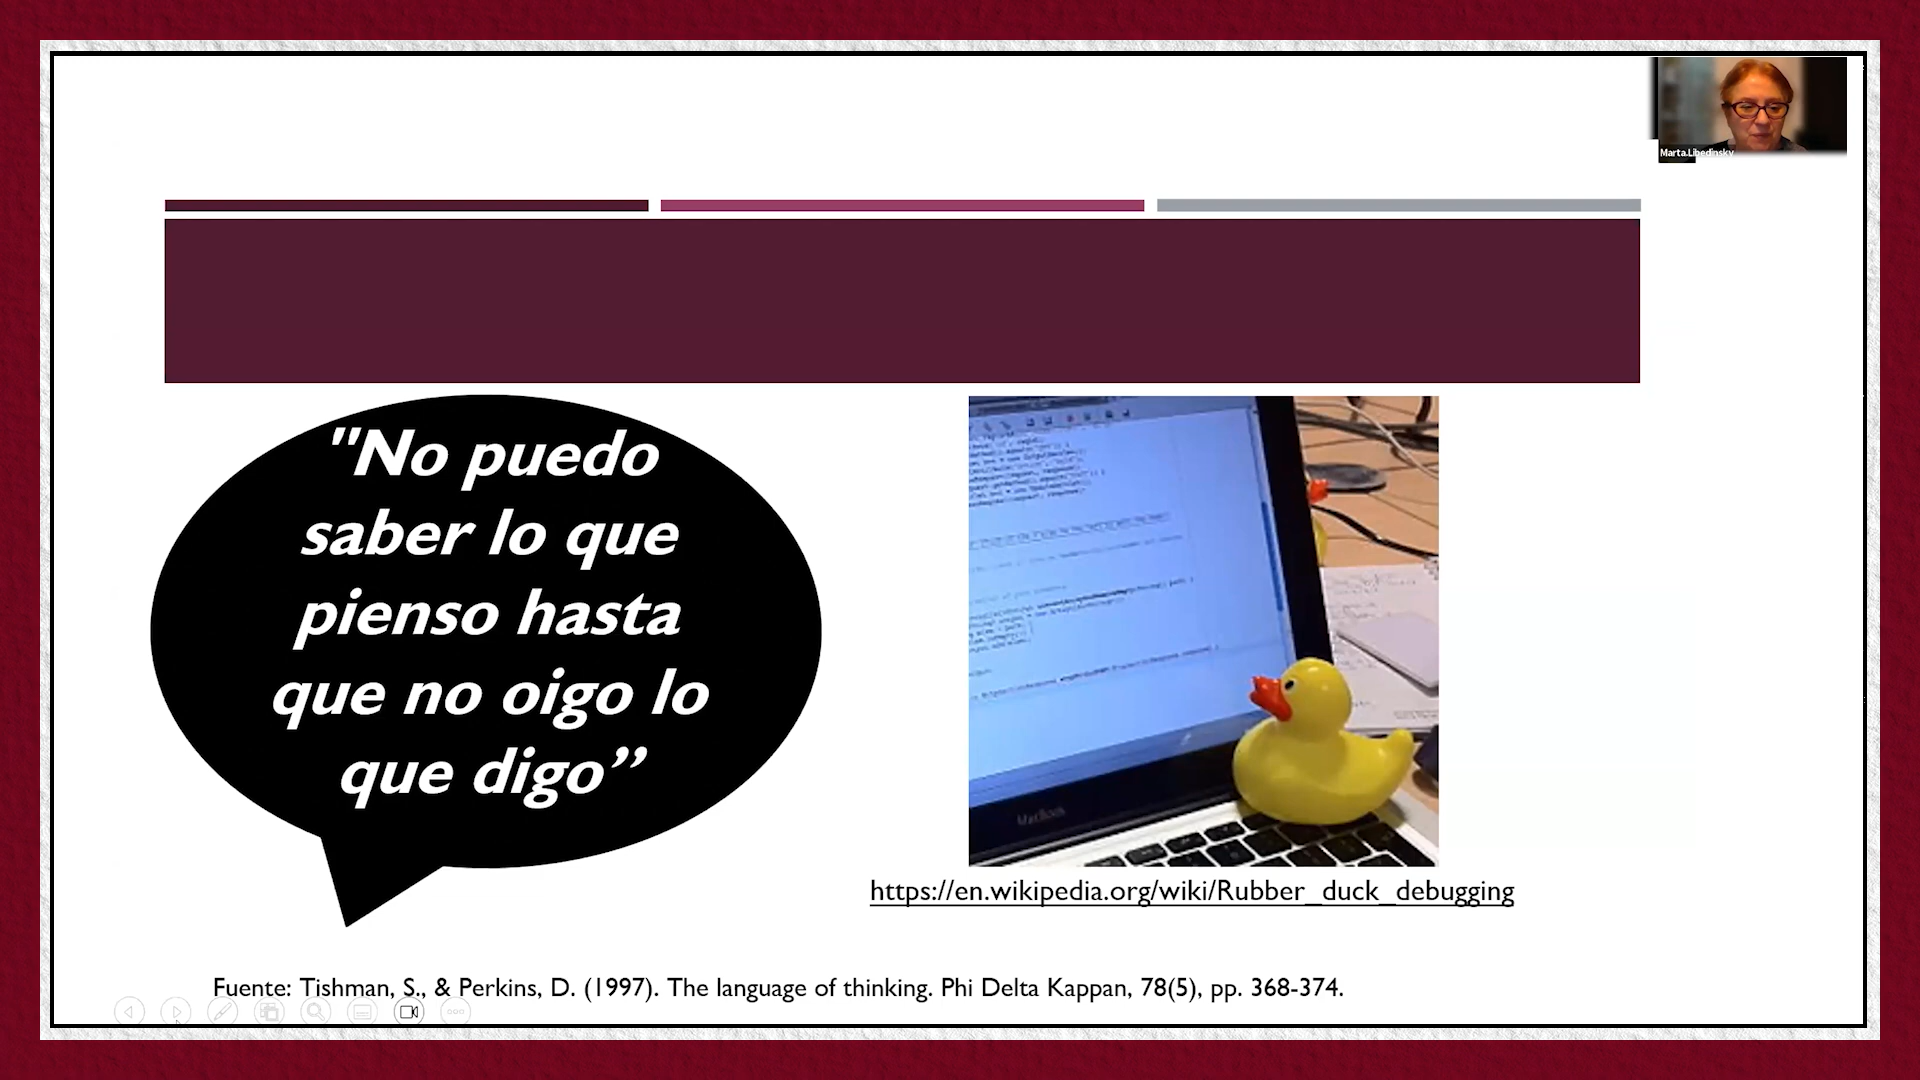 Marta.Libedinsky
"No puedo
saber lo que
pienso hasta
que no oigo lo
que digo”
MacBook
https://en.wikipedia.org/wiki/Rubber_duck_debugging
Fuente: Tishman, S., & Perkins, D. (1997). The language of thinking. Phi Delta Kappan, 78(5), pp. 368-374.